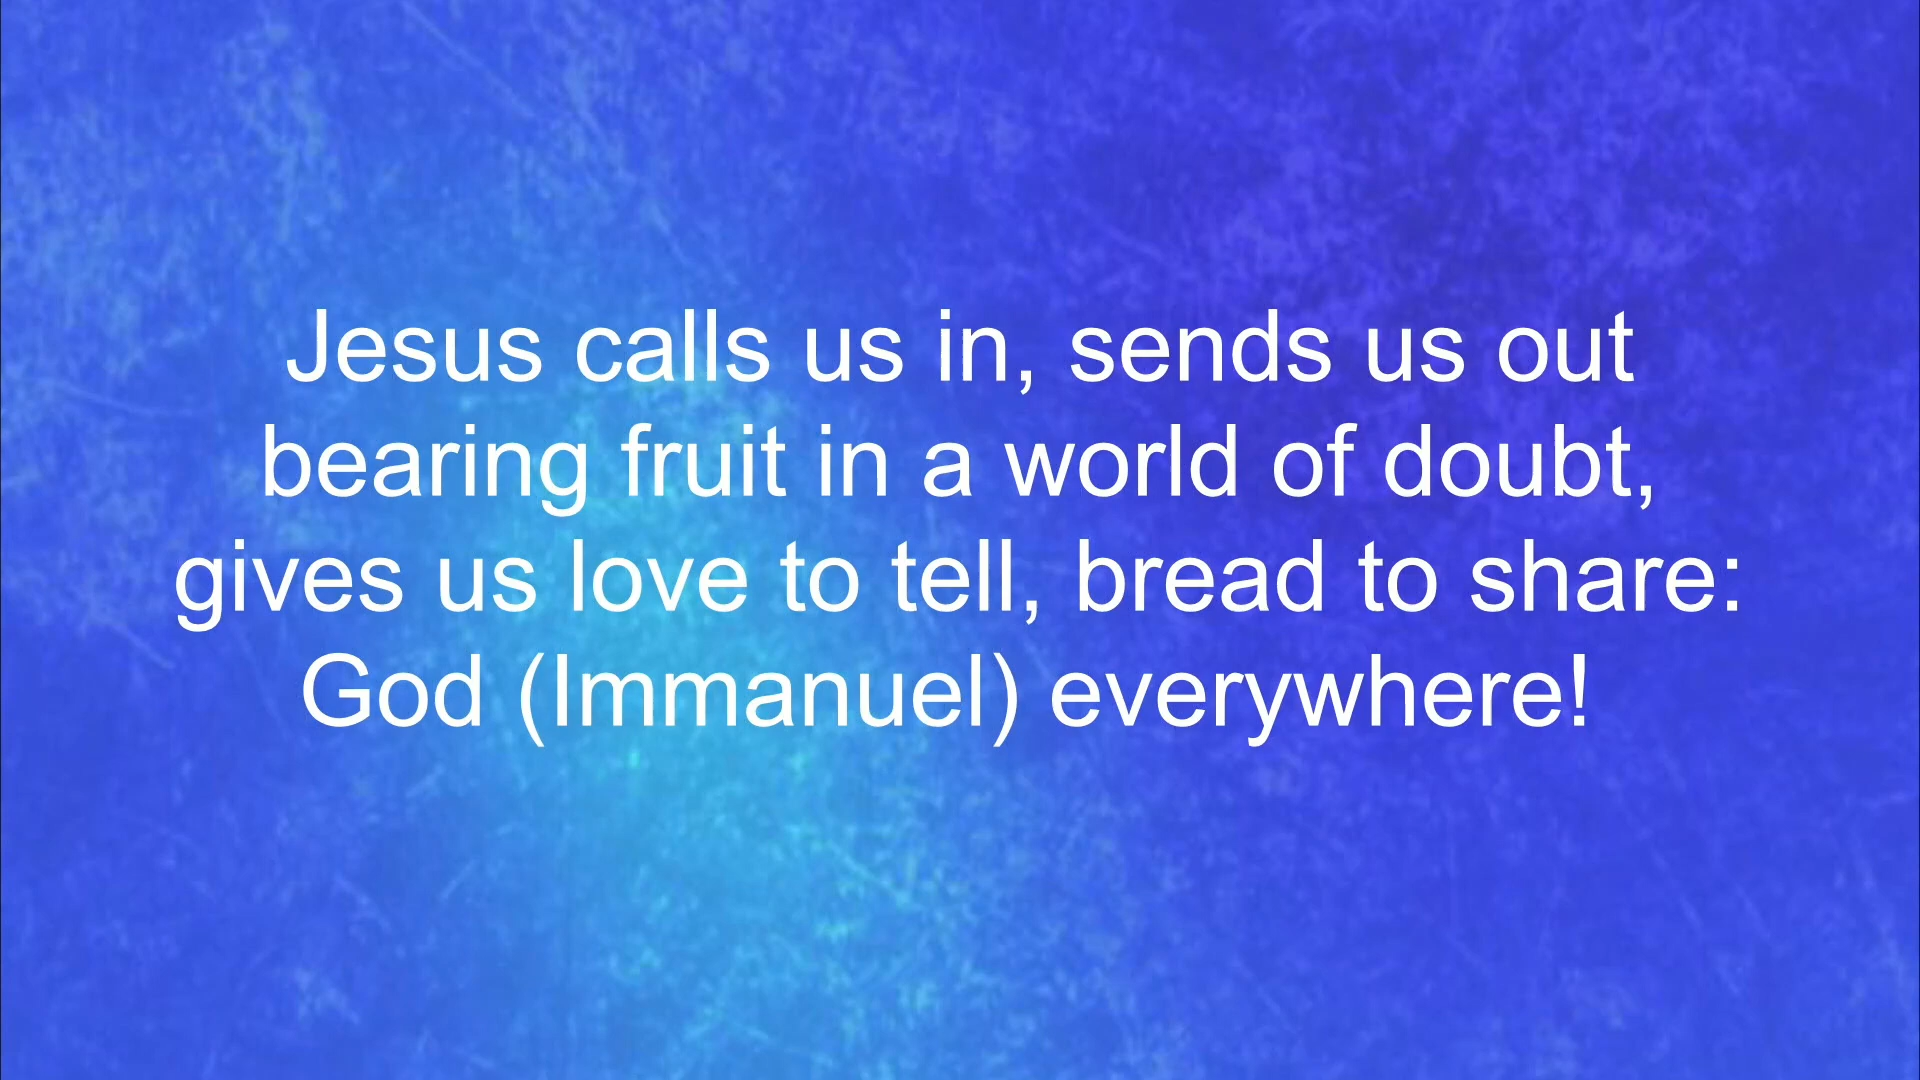 Jesus calls us in, sends us out
bearing fruit in a world of doubt,
gives us love to tell, bread to share:
God (Immanuel) everywhere!